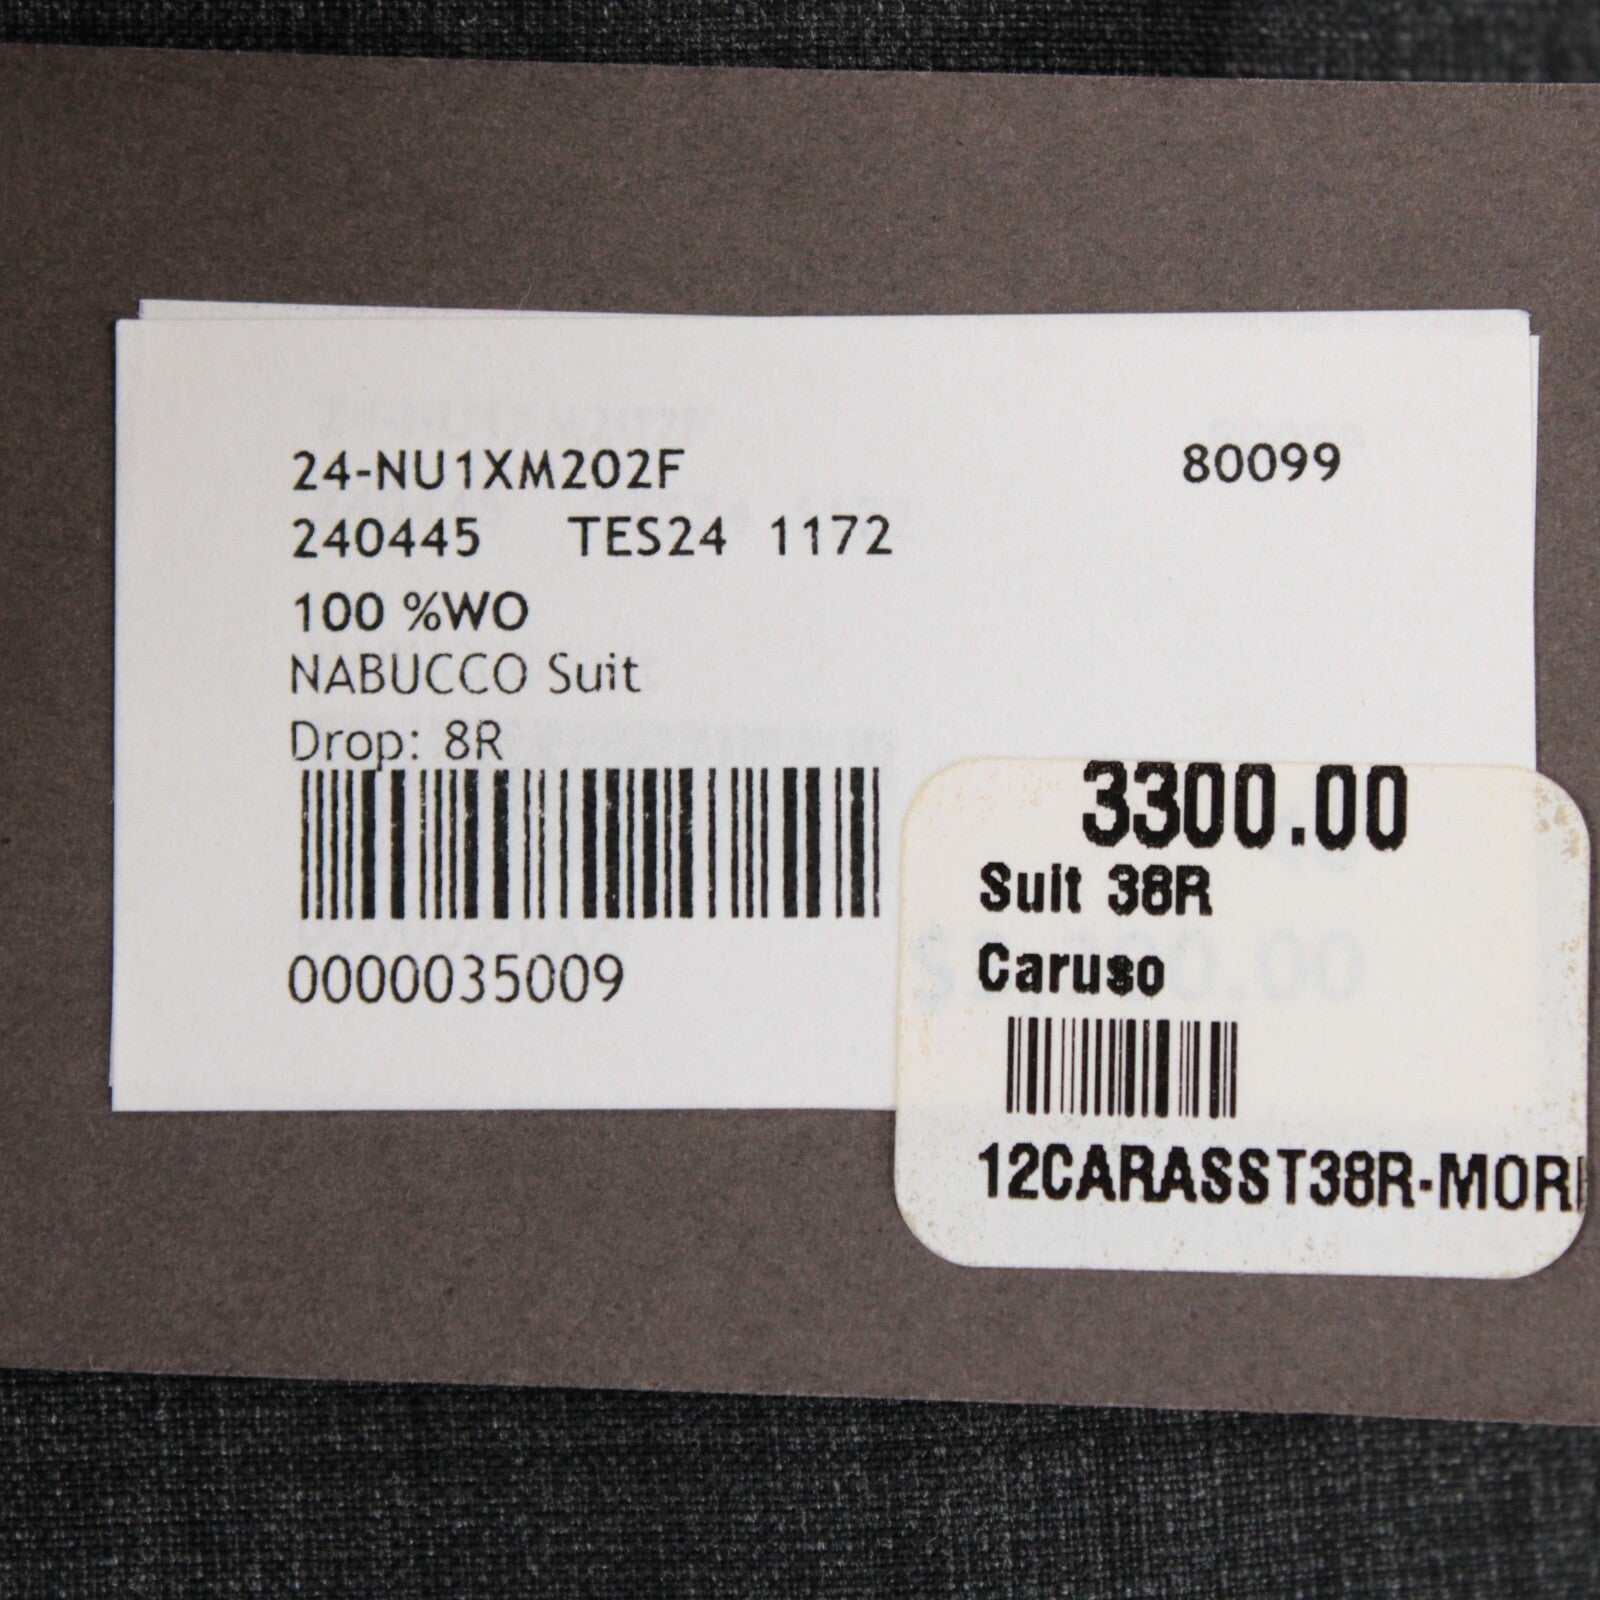 24-NU1XM202F 80099
240445 TES24 1172
100 %WO
NABUCCO Suit
Drop: 8R
0000035009
3300.00
Suit 38R
Caruso
12CARASST38R-MOR